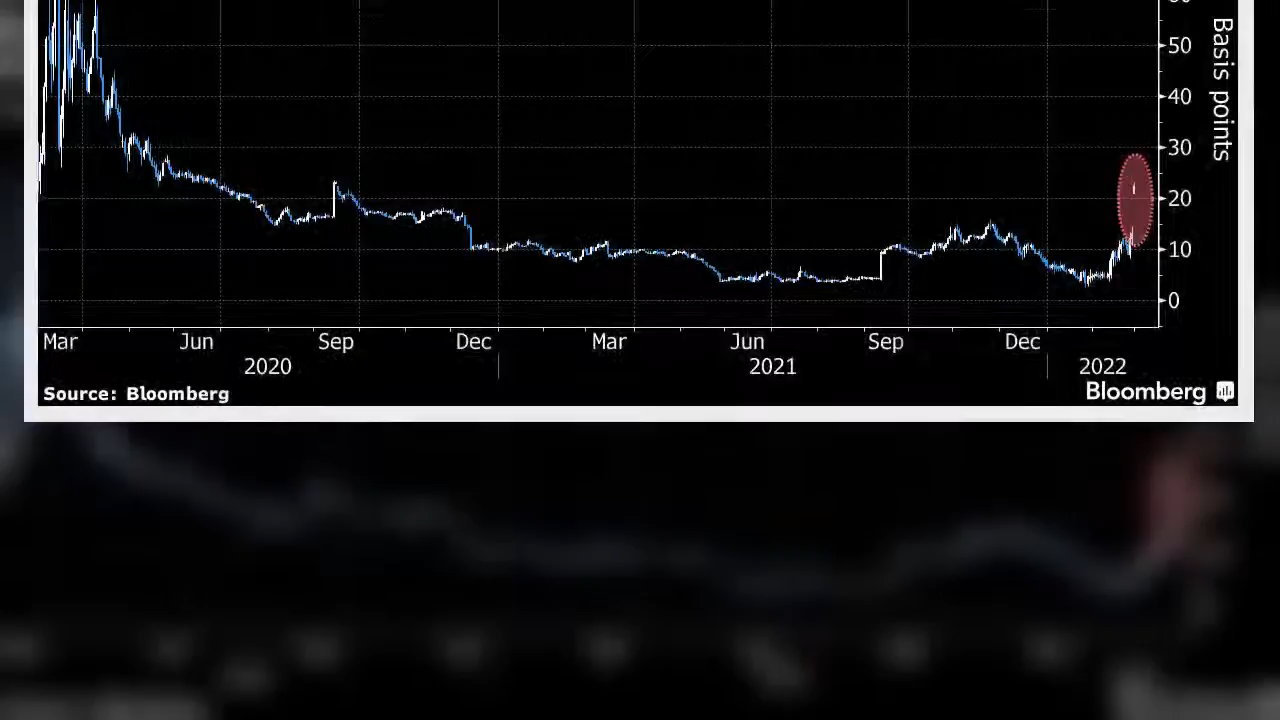 Basis points
50
40
30
20
10
0
Mar Jun Sep Dec Mar Jun Sep Dec
2020 2021 2022
Source: Bloomberg
Bloomberg